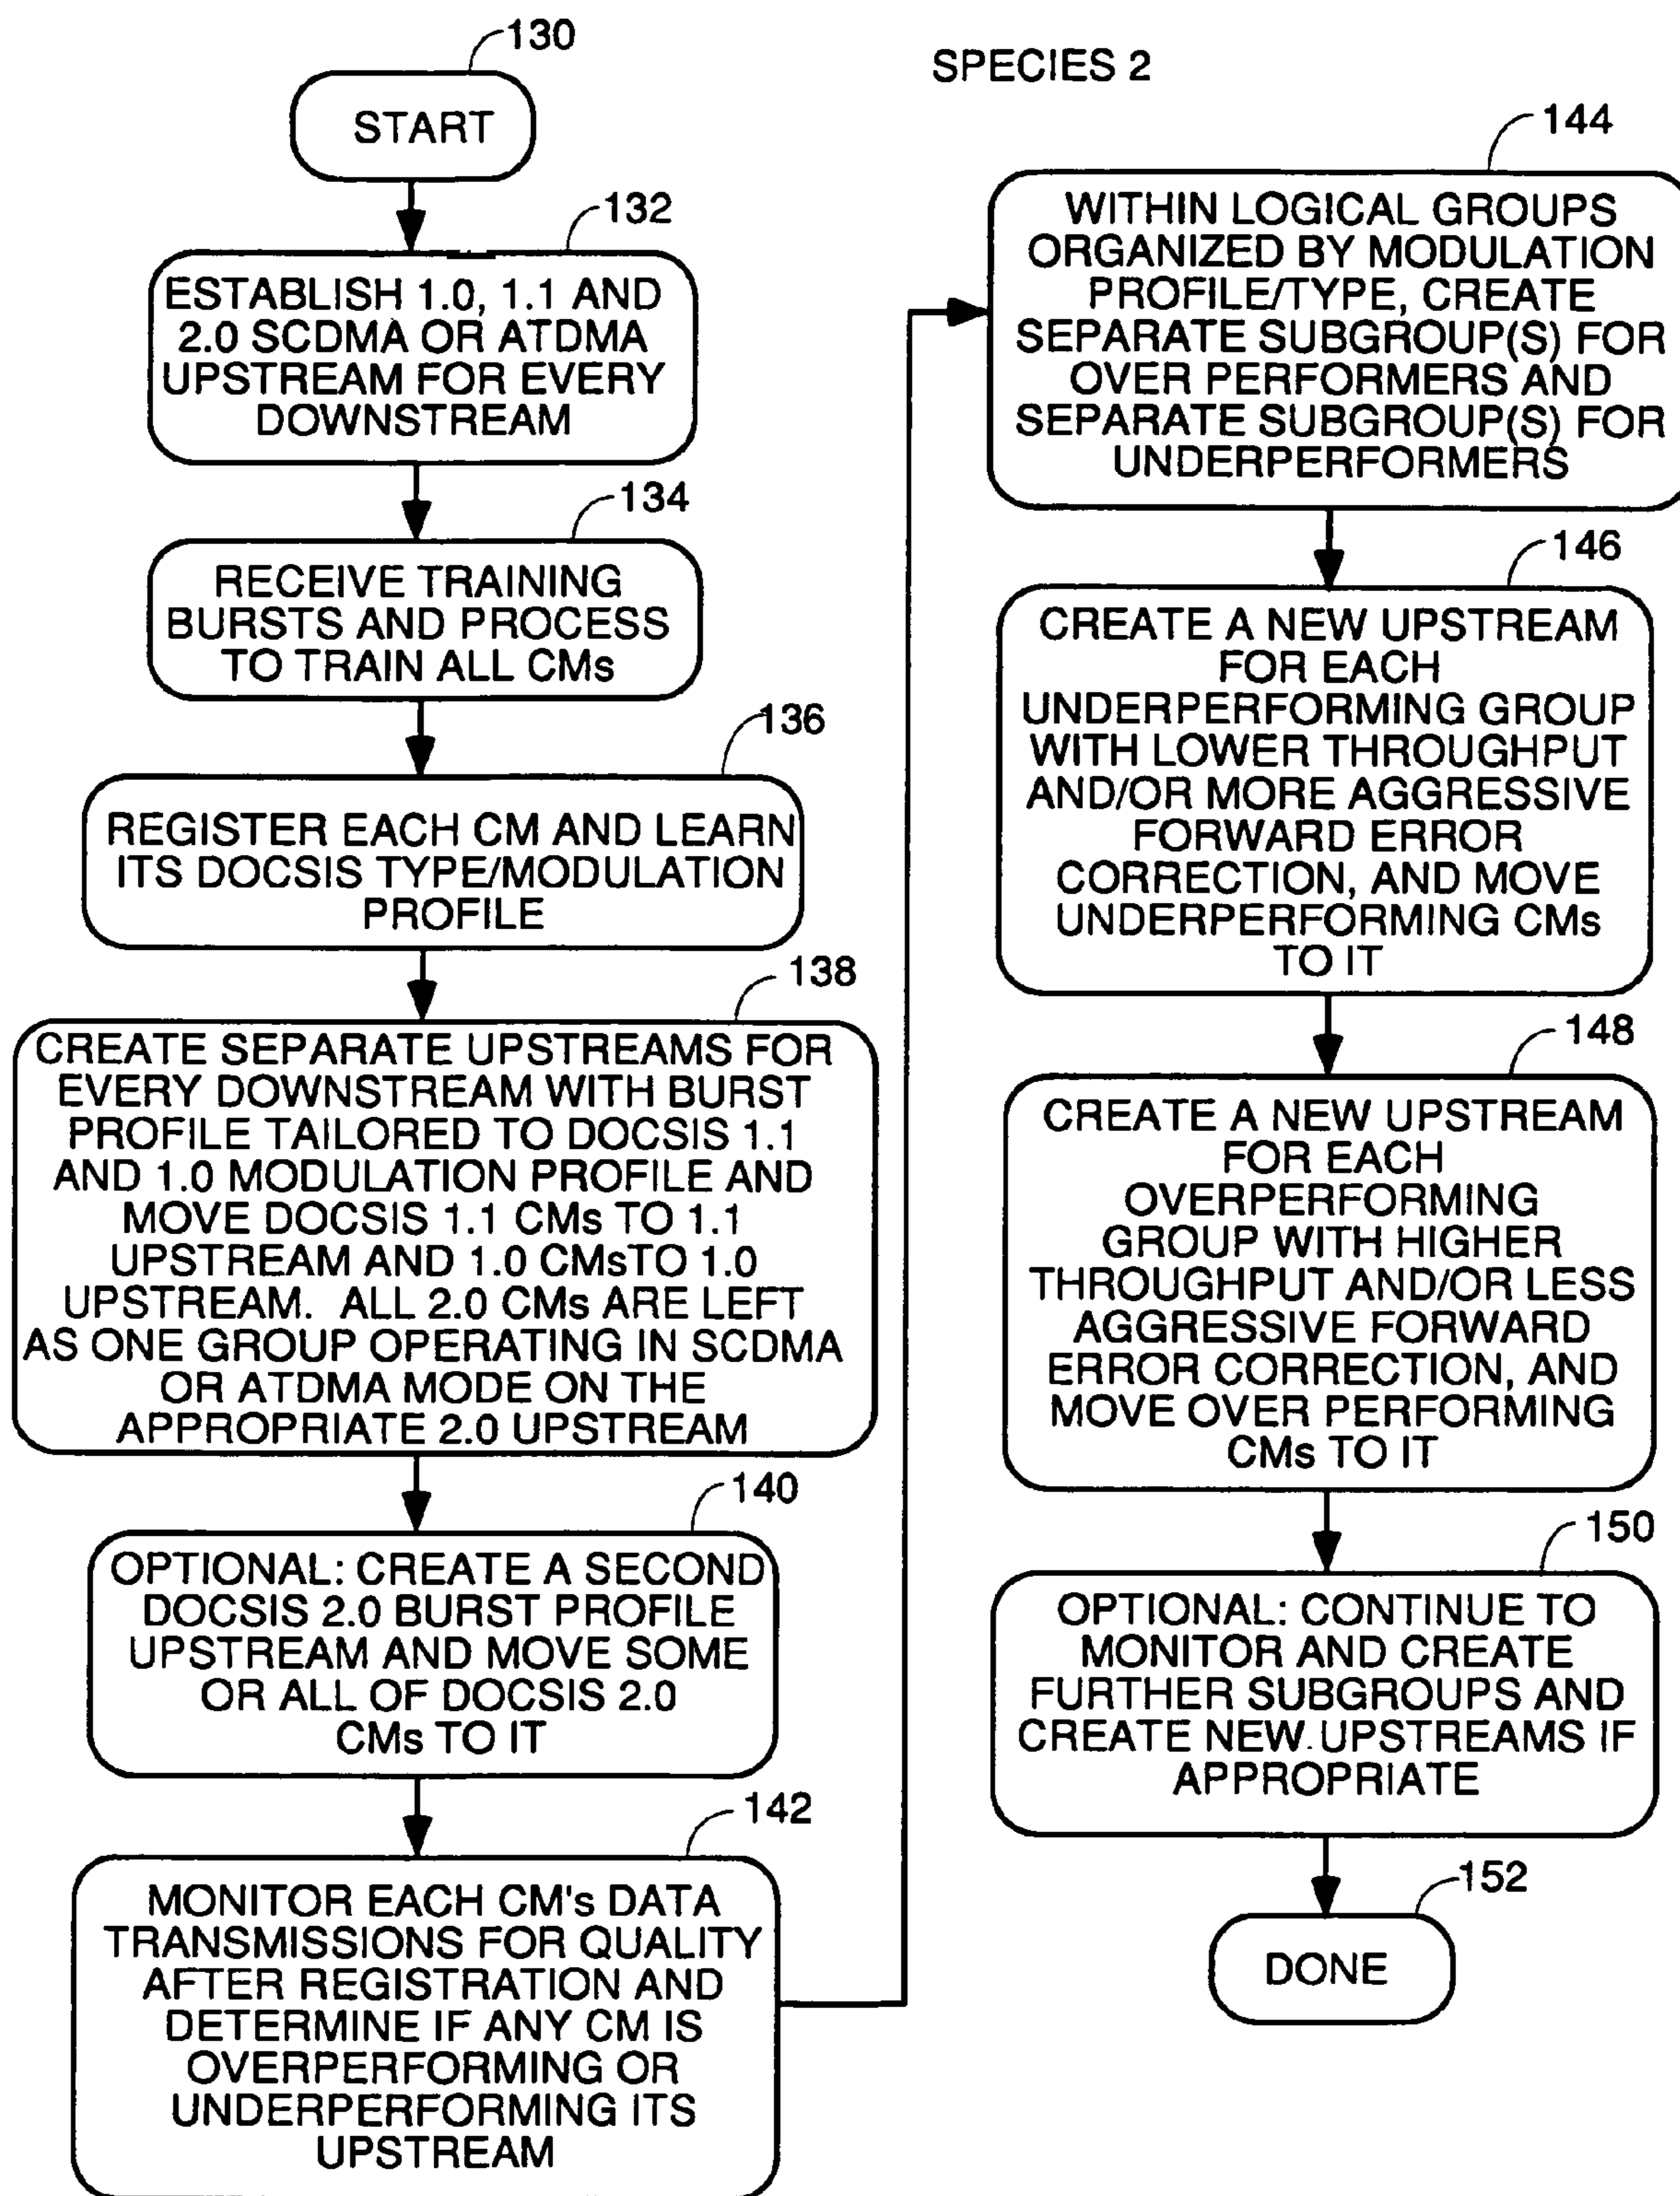 130
START
132
ESTABLISH 1.0, 1.1 AND
2.0 SCDMA OR ATDMA
UPSTREAM FOR EVERY
DOWNSTREAM
134
RECEIVE TRAINING
BURSTS AND PROCESS
TO TRAIN ALL CMs
136
REGISTER EACH CM AND LEARN
ITS DOCSIS TYPE/MODULATION
PROFILE
138
CREATE SEPARATE UPSTREAMS FOR
EVERY DOWNSTREAM WITH BURST
PROFILE TAILORED TO DOCSIS 1.1
AND 1.0 MODULATION PROFILE AND
MOVE DOCSIS 1.1 CMs TO 1.1
UPSTREAM AND 1.0 CMsTO 1.0
UPSTREAM. ALL 2.0 CMs ARE LEFT
AS ONE GROUP OPERATING IN SCDMA
OR ATDMA MODE ON THE
APPROPRIATE 2.0 UPSTREAM
140
OPTIONAL: CREATE A SECOND
DOCSIS 2.0 BURST PROFILE
UPSTREAM AND MOVE SOME
OR ALL OF DOCSIS 2.0
CMs TO IT
142
MONITOR EACH CM's DATA
TRANSMISSIONS FOR QUALITY
AFTER REGISTRATION AND
DETERMINE IF ANY CM IS
OVERPERFORMING OR
UNDERPERFORMING ITS
UPSTREAM
SPECIES 2
144
WITHIN LOGICAL GROUPS
ORGANIZED BY MODULATION
PROFILE/TYPE, CREATE
SEPARATE SUBGROUP(S) FOR
OVER PERFORMERS AND
SEPARATE SUBGROUP(S) FOR
UNDERPERFORMERS
146
CREATE A NEW UPSTREAM
FOR EACH
UNDERPERFORMING GROUP
WITH LOWER THROUGHPUT
AND/OR MORE AGGRESSIVE
FORWARD ERROR
CORRECTION, AND MOVE
UNDERPERFORMING CMs
TO IT
148
CREATE A NEW UPSTREAM
FOR EACH
OVERPERFORMING
GROUP WITH HIGHER
THROUGHPUT AND/OR LESS
AGGRESSIVE FORWARD
ERROR CORRECTION, AND
MOVE OVER PERFORMING
CMs TO IT
150
OPTIONAL: CONTINUE TO
MONITOR AND CREATE
FURTHER SUBGROUPS AND
CREATE NEW UPSTREAMS IF
APPROPRIATE
152
DONE